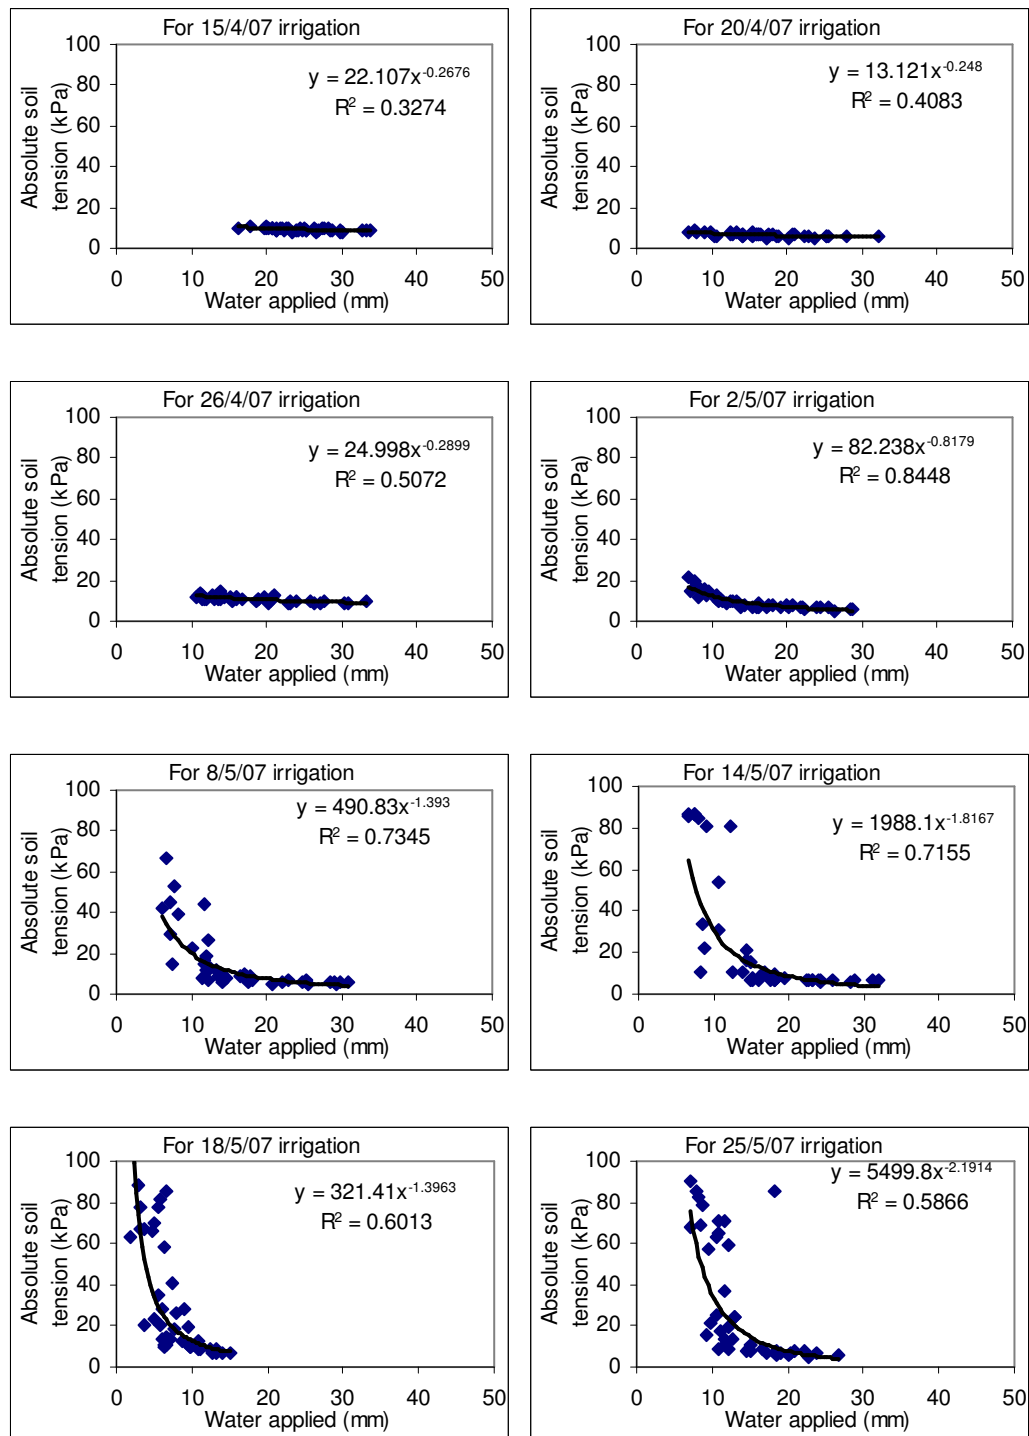 For 15/4/07 irrigation
y = 22.107x^-0.2676
R² = 0.3274
100
80
60
40
20
0
Absolute soil
tension (kPa)
0 10 20 30 40 50
Water applied (mm)
For 20/4/07 irrigation
y = 13.121x^-0.248
R² = 0.4083
100
80
60
40
20
0
Absolute soil
tension (kPa)
0 10 20 30 40 50
Water applied (mm)
For 26/4/07 irrigation
y = 24.998x^-0.2899
R² = 0.5072
100
80
60
40
20
0
Absolute soil
tension (kPa)
0 10 20 30 40 50
Water applied (mm)
For 2/5/07 irrigation
y = 82.238x^-0.8179
R² = 0.8448
100
80
60
40
20
0
Absolute soil
tension (kPa)
0 10 20 30 40 50
Water applied (mm)
For 8/5/07 irrigation
y = 490.83x^-1.393
R² = 0.7345
100
80
60
40
20
0
Absolute soil
tension (kPa)
0 10 20 30 40 50
Water applied (mm)
For 14/5/07 irrigation
y = 1988.1x^-1.8167
R² = 0.7155
100
80
60
40
20
0
Absolute soil
tension (kPa)
0 10 20 30 40 50
Water applied (mm)
For 18/5/07 irrigation
y = 321.41x^-1.3963
R² = 0.6013
100
80
60
40
20
0
Absolute soil
tension (kPa)
0 10 20 30 40 50
Water applied (mm)
For 25/5/07 irrigation
y = 5499.8x^-2.1914
R² = 0.5866
100
80
60
40
20
0
Absolute soil
tension (kPa)
0 10 20 30 40 50
Water applied (mm)